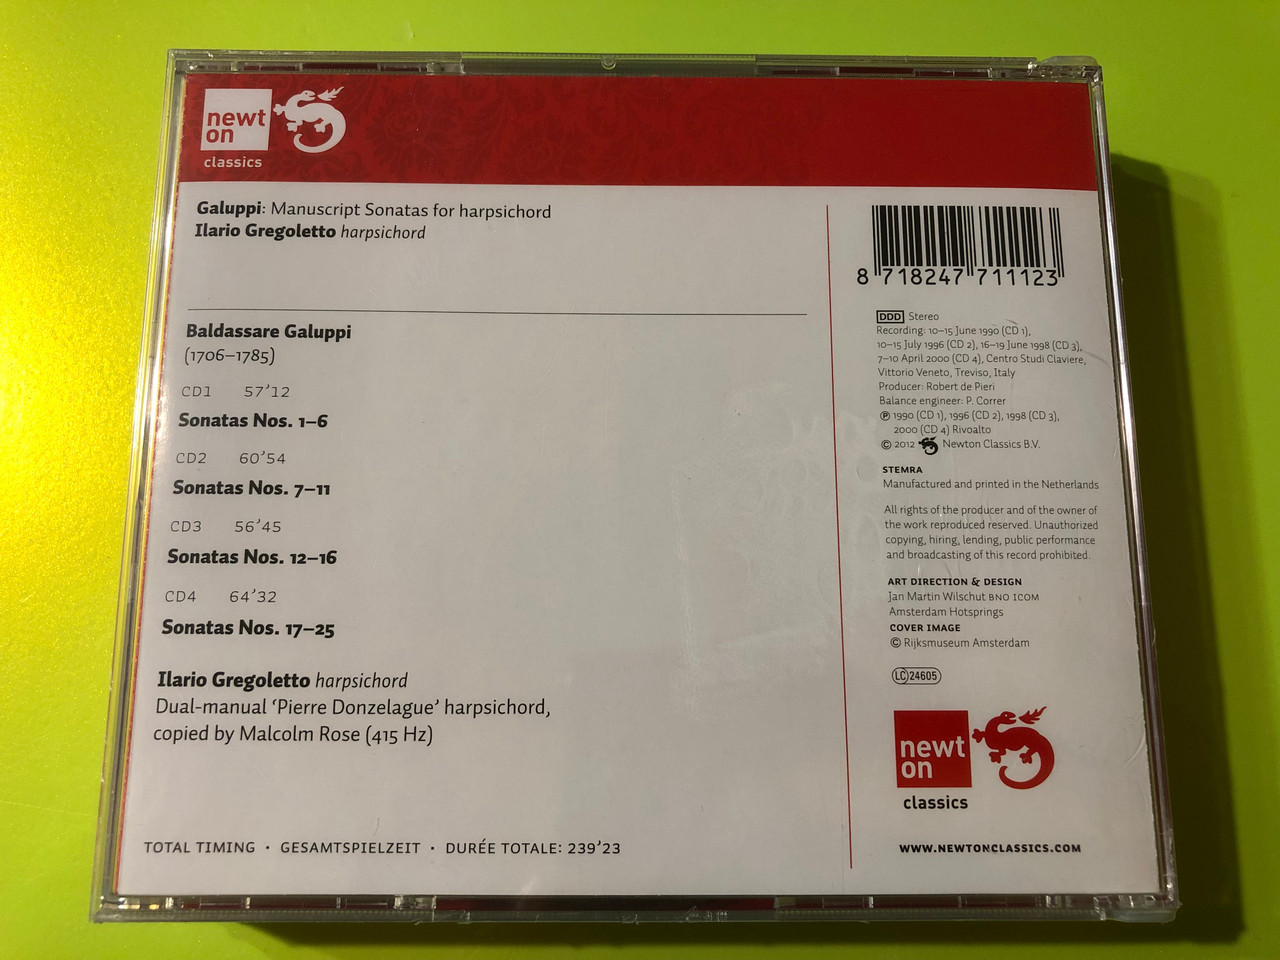 newt
on
classics
Galuppi: Manuscript Sonatas for harpsichord
Ilario Gregoletto harpsichord
Baldassare Galuppi
(1706–1785)
CD1 57’12
Sonatas Nos. 1–6
CD2 60’54
Sonatas Nos. 7–11
CD3 56’45
Sonatas Nos. 12–16
CD4 64’32
Sonatas Nos. 17–25
Ilario Gregoletto harpsichord
Dual-manual ‘Pierre Donzelague’ harpsichord,
copied by Malcolm Rose (415 Hz)
TOTAL TIMING · GESAMTSPIELZEIT · DURÉE TOTALE: 239’23
8 718247 711123
DDD Stereo
Recording: 10–15 June 1990 (CD 1),
10–15 July 1996 (CD 2), 16–19 June 1998 (CD 3),
7–10 April 2000 (CD 4), Centro Studi Claviere,
Vittorio Veneto, Treviso, Italy
Producer: Robert de Pieri
Balance engineer: P. Correr
℗ 1990 (CD 1), 1996 (CD 2), 1998 (CD 3),
2000 (CD 4) Rivoalto
© 2012 Newton Classics B.V.
STEMRA
Manufactured and printed in the Netherlands
All rights of the producer and of the owner of
the work reproduced reserved. Unauthorized
copying, hiring, lending, public performance
and broadcasting of this record prohibited.
ART DIRECTION & DESIGN
Jan Martin Wilschut BNO ICOM
Amsterdam Hotsprings
COVER IMAGE
© Rijksmuseum Amsterdam
LC 24605
newt
on
classics
WWW.NEWTONCLASSICS.COM